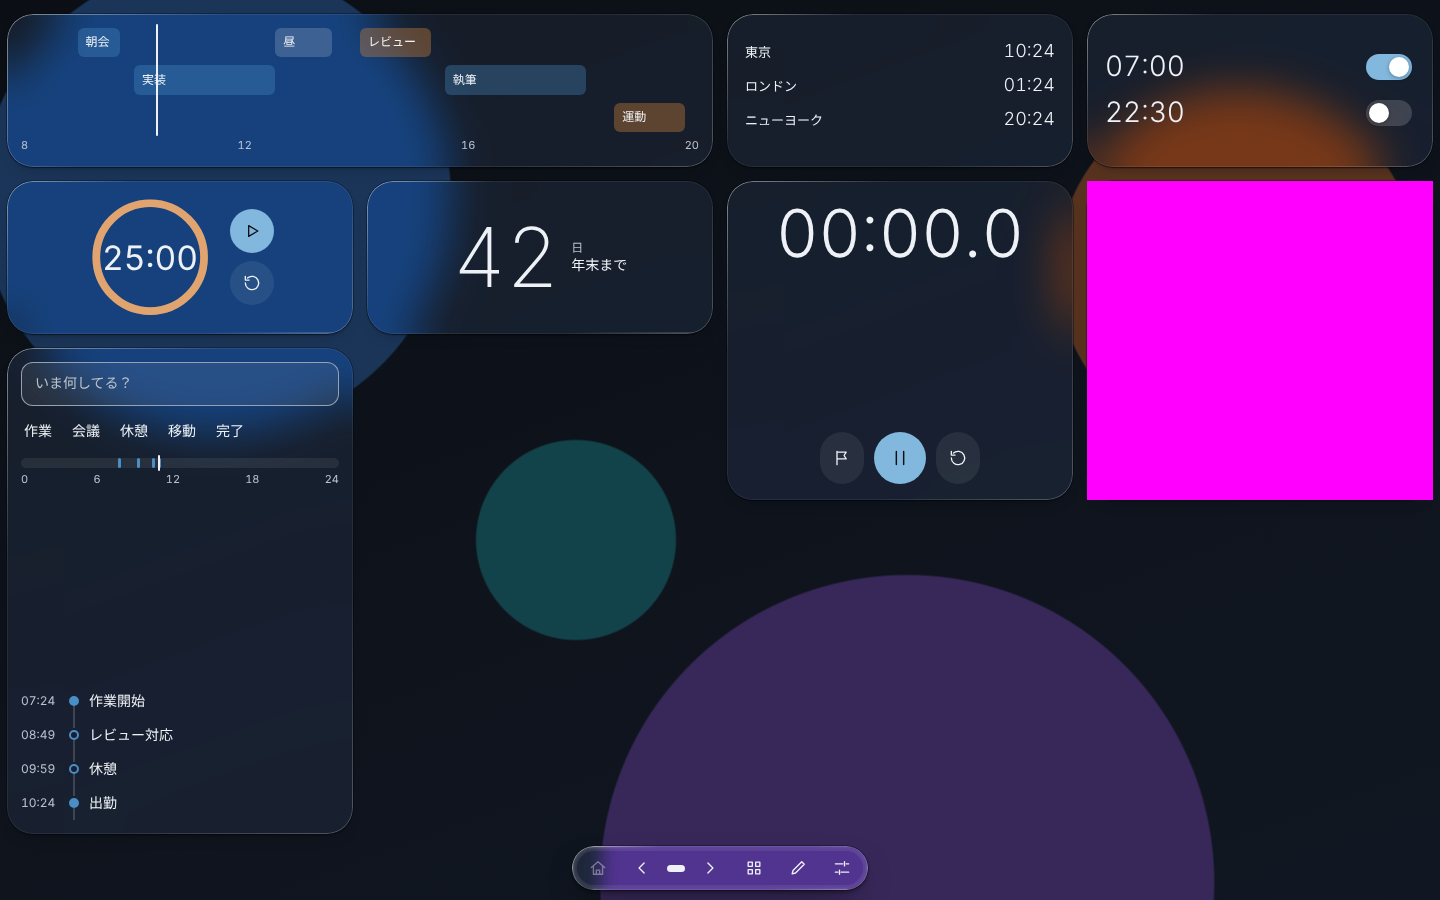 朝会
昼
レビュー
実装
執筆
運動
8
12
16
20
東京 10:24
ロンドン 01:24
ニューヨーク 20:24
07:00
22:30
25:00
42
日
年末まで
00:00.0
いま何してる？
作業 会議 休憩 移動 完了
0 6 12 18 24
07:24 作業開始
08:49 レビュー対応
09:59 休憩
10:24 出勤